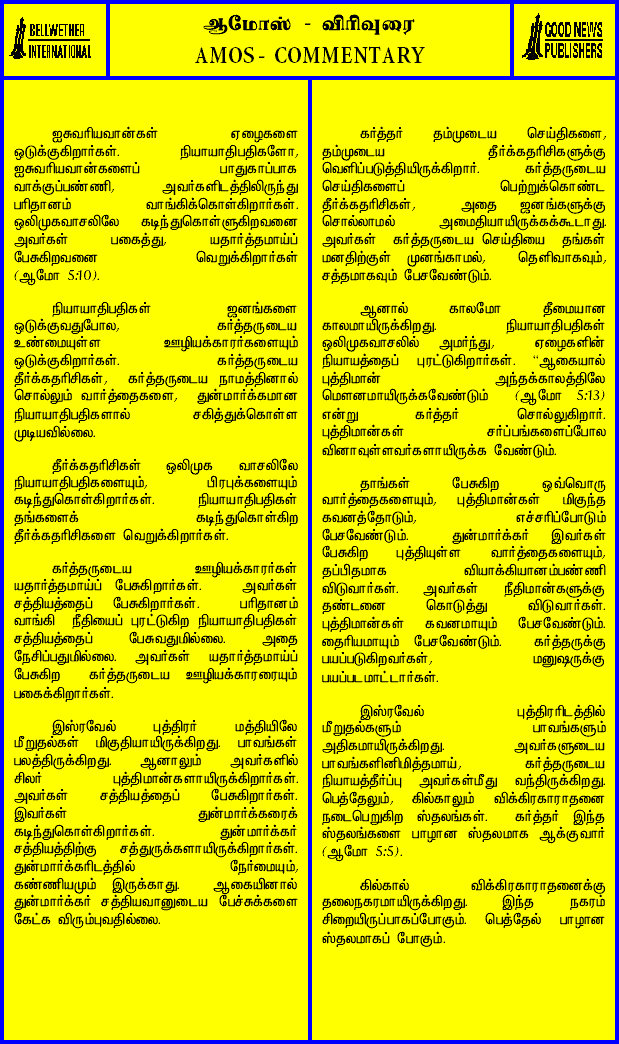 BELLWETHER
INTERNATIONAL
ஆமோஸ் - விரிவுரை
AMOS - COMMENTARY
GOOD NEWS
PUBLISHERS
ஐசுவரியவான்கள் ஏழைகளை
ஒடுக்குகிறார்கள். நியாயாதிபதிகளோ,
ஐசுவரியவான்களைப் பாதுகாப்பாக
வாக்குப்பண்ணி, அவர்களிடத்திலிருந்து
பரிதானம் வாங்கிக்கொள்கிறார்கள்.
ஒலிமுகவாசலிலே கடிந்துகொள்ளுகிறவனை
அவர்கள் பகைத்து, யதார்த்தமாய்ப்
பேசுகிறவனை வெறுக்கிறார்கள்
(ஆமோ 5:10).
நியாயாதிபதிகள் ஜனங்களை
ஒடுக்குவதுபோல, கர்த்தருடைய
உண்மையுள்ள ஊழியக்காரர்களையும்
ஒடுக்குகிறார்கள். கர்த்தருடைய
தீர்க்கதரிசிகள், கர்த்தருடைய நாமத்தினால்
சொல்லும் வார்த்தைகளை, துன்மார்க்கமான
நியாயாதிபதிகளால் சகித்துக்கொள்ள
முடியவில்லை.
தீர்க்கதரிசிகள் ஒலிமுக வாசலிலே
நியாயாதிபதிகளையும், பிரபுக்களையும்
கடிந்துகொள்கிறார்கள். நியாயாதிபதிகள்
தங்களைக் கடிந்துகொள்கிற
தீர்க்கதரிசிகளை வெறுக்கிறார்கள்.
கர்த்தருடைய ஊழியக்காரர்கள்
யதார்த்தமாய்ப் பேசுகிறார்கள். அவர்கள்
சத்தியத்தைப் பேசுகிறார்கள். பரிதானம்
வாங்கி நீதியைப் புரட்டுகிற நியாயாதிபதிகள்
சத்தியத்தைப் பேசுவதுமில்லை. அதை
நேசிப்பதுமில்லை. அவர்கள் யதார்த்தமாய்ப்
பேசுகிற கர்த்தருடைய ஊழியக்காரரையும்
பகைக்கிறார்கள்.
இஸ்ரவேல் புத்திரர் மத்தியிலே
மீறுதல்கள் மிகுதியாயிருக்கிறது. பாவங்கள்
பலத்திருக்கிறது. ஆனாலும் அவர்களில்
சிலர் புத்திமான்களாயிருக்கிறார்கள்.
அவர்கள் சத்தியத்தைப் பேசுகிறார்கள்.
இவர்கள் துன்மார்க்கரைக்
கடிந்துகொள்கிறார்கள். துன்மார்க்கர்
சத்தியத்திற்கு சத்துருக்களாயிருக்கிறார்கள்.
துன்மார்க்கரிடத்தில் நேர்மையும்,
கண்ணியமும் இருக்காது. ஆகையினால்
துன்மார்க்கர் சத்தியவானுடைய பேச்சுக்களை
கேட்க விரும்புவதில்லை.
கர்த்தர் தம்முடைய செய்திகளை,
தம்முடைய தீர்க்கதரிசிகளுக்கு
வெளிப்படுத்தியிருக்கிறார். கர்த்தருடைய
செய்திகளைப் பெற்றுக்கொண்ட
தீர்க்கதரிசிகள், அதை ஜனங்களுக்கு
சொல்லாமல் அமைதியாயிருக்கக்கூடாது.
அவர்கள் கர்த்தருடைய செய்தியை தங்கள்
மனதிற்குள் முனங்காமல், தெளிவாகவும்,
சத்தமாகவும் பேசவேண்டும்.
ஆனால் காலமோ தீமையான
காலமாயிருக்கிறது. நியாயாதிபதிகள்
ஒலிமுகவாசலில் அமர்ந்து, ஏழைகளின்
நியாயத்தைப் புரட்டுகிறார்கள். “ஆகையால்
புத்திமான் அந்தக்காலத்திலே
மௌனமாயிருக்கவேண்டும் (ஆமோ 5:13)
என்று கர்த்தர் சொல்லுகிறார்.
புத்திமான்கள் சர்ப்பங்களைப்போல
வினாவுள்ளவர்களாயிருக்க வேண்டும்.
தாங்கள் பேசுகிற ஒவ்வொரு
வார்த்தைகளையும், புத்திமான்கள் மிகுந்த
கவனத்தோடும், எச்சரிப்போடும்
பேசவேண்டும். துன்மார்க்கர் இவர்கள்
பேசுகிற புத்தியுள்ள வார்த்தைகளையும்,
தப்பிதமாக வியாக்கியானம்பண்ணி
விடுவார்கள். அவர்கள் நீதிமான்களுக்கு
தண்டனை கொடுத்து விடுவார்கள்.
புத்திமான்கள் கவனமாயும் பேசவேண்டும்.
தைரியமாயும் பேசவேண்டும். கர்த்தருக்கு
பயப்படுகிறவர்கள், மனுஷருக்கு
பயப்படமாட்டார்கள்.
இஸ்ரவேல் புத்திரரிடத்தில்
மீறுதல்களும் பாவங்களும்
அதிகமாயிருக்கிறது. அவர்களுடைய
பாவங்களினிமித்தமாய், கர்த்தருடைய
நியாயத்தீர்ப்பு அவர்கள்மீது வந்திருக்கிறது.
பெத்தேலும், கில்காலும் விக்கிரகாராதனை
நடைபெறுகிற ஸ்தலங்கள். கர்த்தர் இந்த
ஸ்தலங்களை பாழான ஸ்தலமாக ஆக்குவார்
(ஆமோ 5:5).
கில்கால் விக்கிரகாராதனைக்கு
தலைநகரமாயிருக்கிறது. இந்த நகரம்
சிறையிருப்பாகப்போகும். பெத்தேல் பாழான
ஸ்தலமாகப் போகும்.